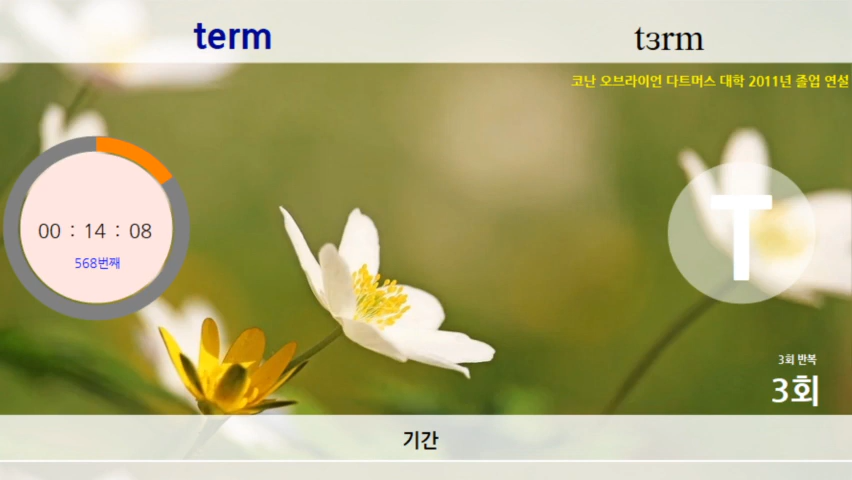 term
tɜrm
코난 오브라이언 다트머스 대학 2011년 졸업 연설
00 : 14 : 08
568번째
T
3회 반복
3회
기간